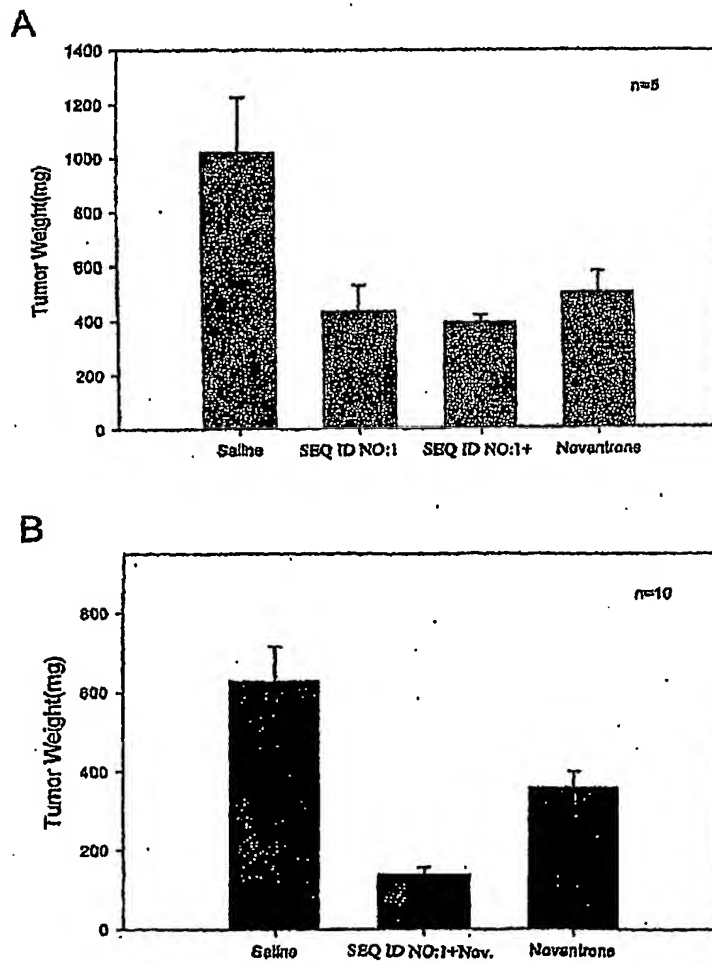 A
1400
1200
1000
800
600
400
200
0
Tumor Weight(mg)
n=5
Saline
SEQ ID NO:1
SEQ ID NO:1+
Novantrone
B
800
600
400
200
0
Tumor Weight(mg)
n=10
Saline
SEQ ID NO:1+Nov.
Novantrone